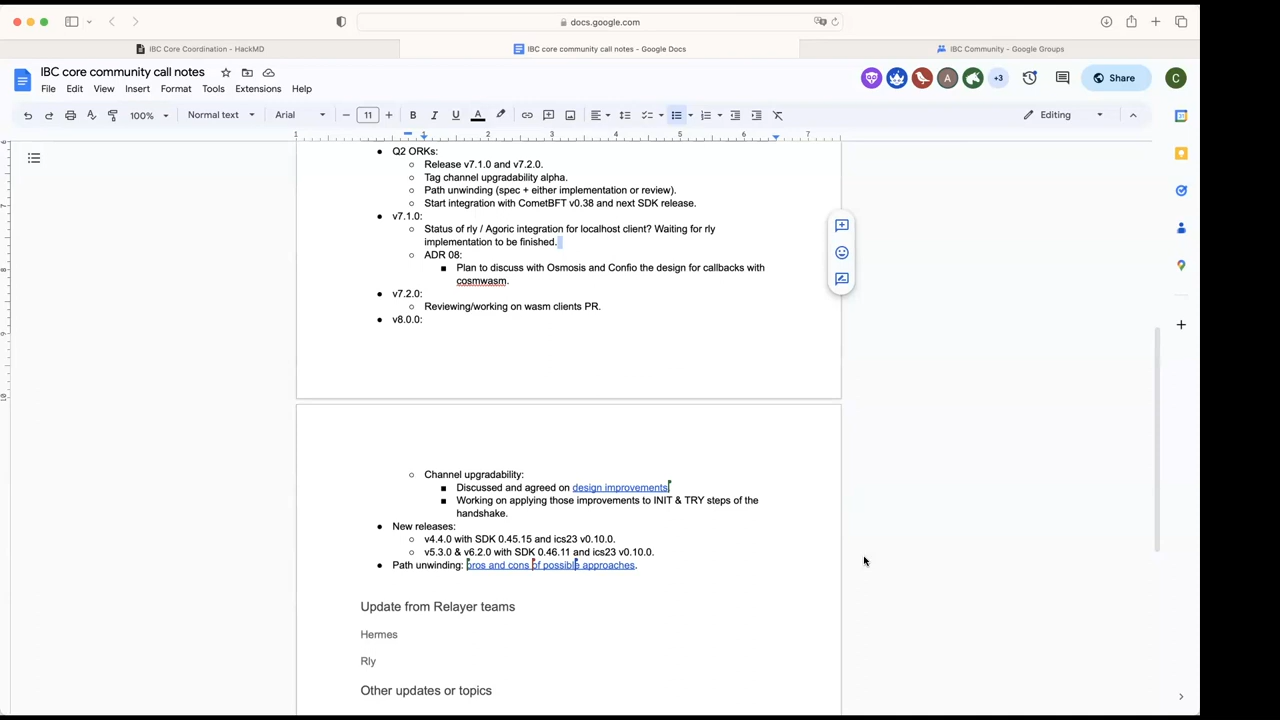 docs.google.com
IBC Core Coordination - HackMD
IBC core community call notes - Google Docs
IBC Community - Google Groups
IBC core community call notes
File Edit View Insert Format Tools Extensions Help
A
+3
Share
C
100%
Normal text
Arial
11
B I U A
Editing
1 1 2 3 4 5 6 7
Q2 ORKs:
Release v7.1.0 and v7.2.0.
Tag channel upgradability alpha.
Path unwinding (spec + either implementation or review).
Start integration with CometBFT v0.38 and next SDK release.
v7.1.0:
Status of rly / Agoric integration for localhost client? Waiting for rly
implementation to be finished.
ADR 08:
Plan to discuss with Osmosis and Confio the design for callbacks with
cosmwasm.
v7.2.0:
Reviewing/working on wasm clients PR.
v8.0.0:
Channel upgradability:
Discussed and agreed on design improvements
Working on applying those improvements to INIT & TRY steps of the
handshake.
New releases:
v4.4.0 with SDK 0.45.15 and ics23 v0.10.0.
v5.3.0 & v6.2.0 with SDK 0.46.11 and ics23 v0.10.0.
Path unwinding: pros and cons of possible approaches.
Update from Relayer teams
Hermes
Rly
Other updates or topics